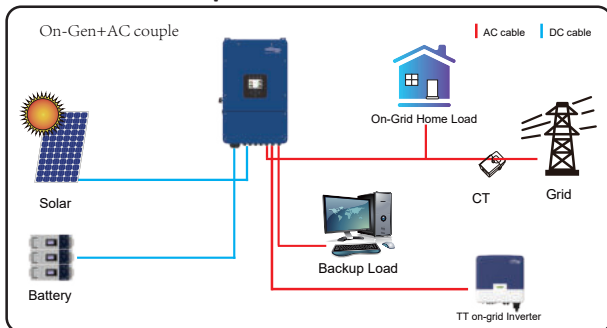 On-Gen+AC couple
AC cable
DC cable
On-Grid Home Load
Solar
CT
Grid
Backup Load
Battery
TT on-grid Inverter